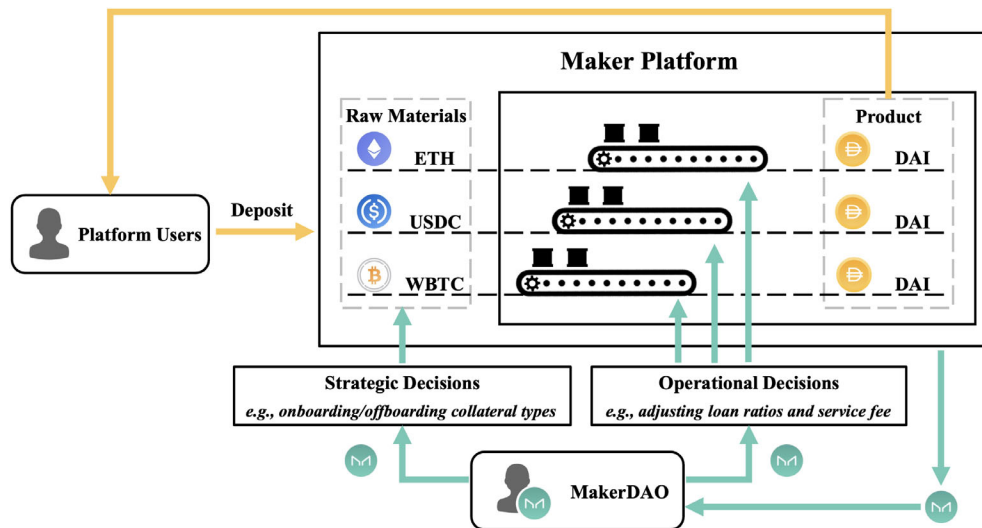 Maker Platform
Raw Materials
Product
ETH
DAI
USDC
DAI
WBTC
DAI
Deposit
Platform Users
Strategic Decisions
e.g., onboarding/offboarding collateral types
Operational Decisions
e.g., adjusting loan ratios and service fee
MakerDAO